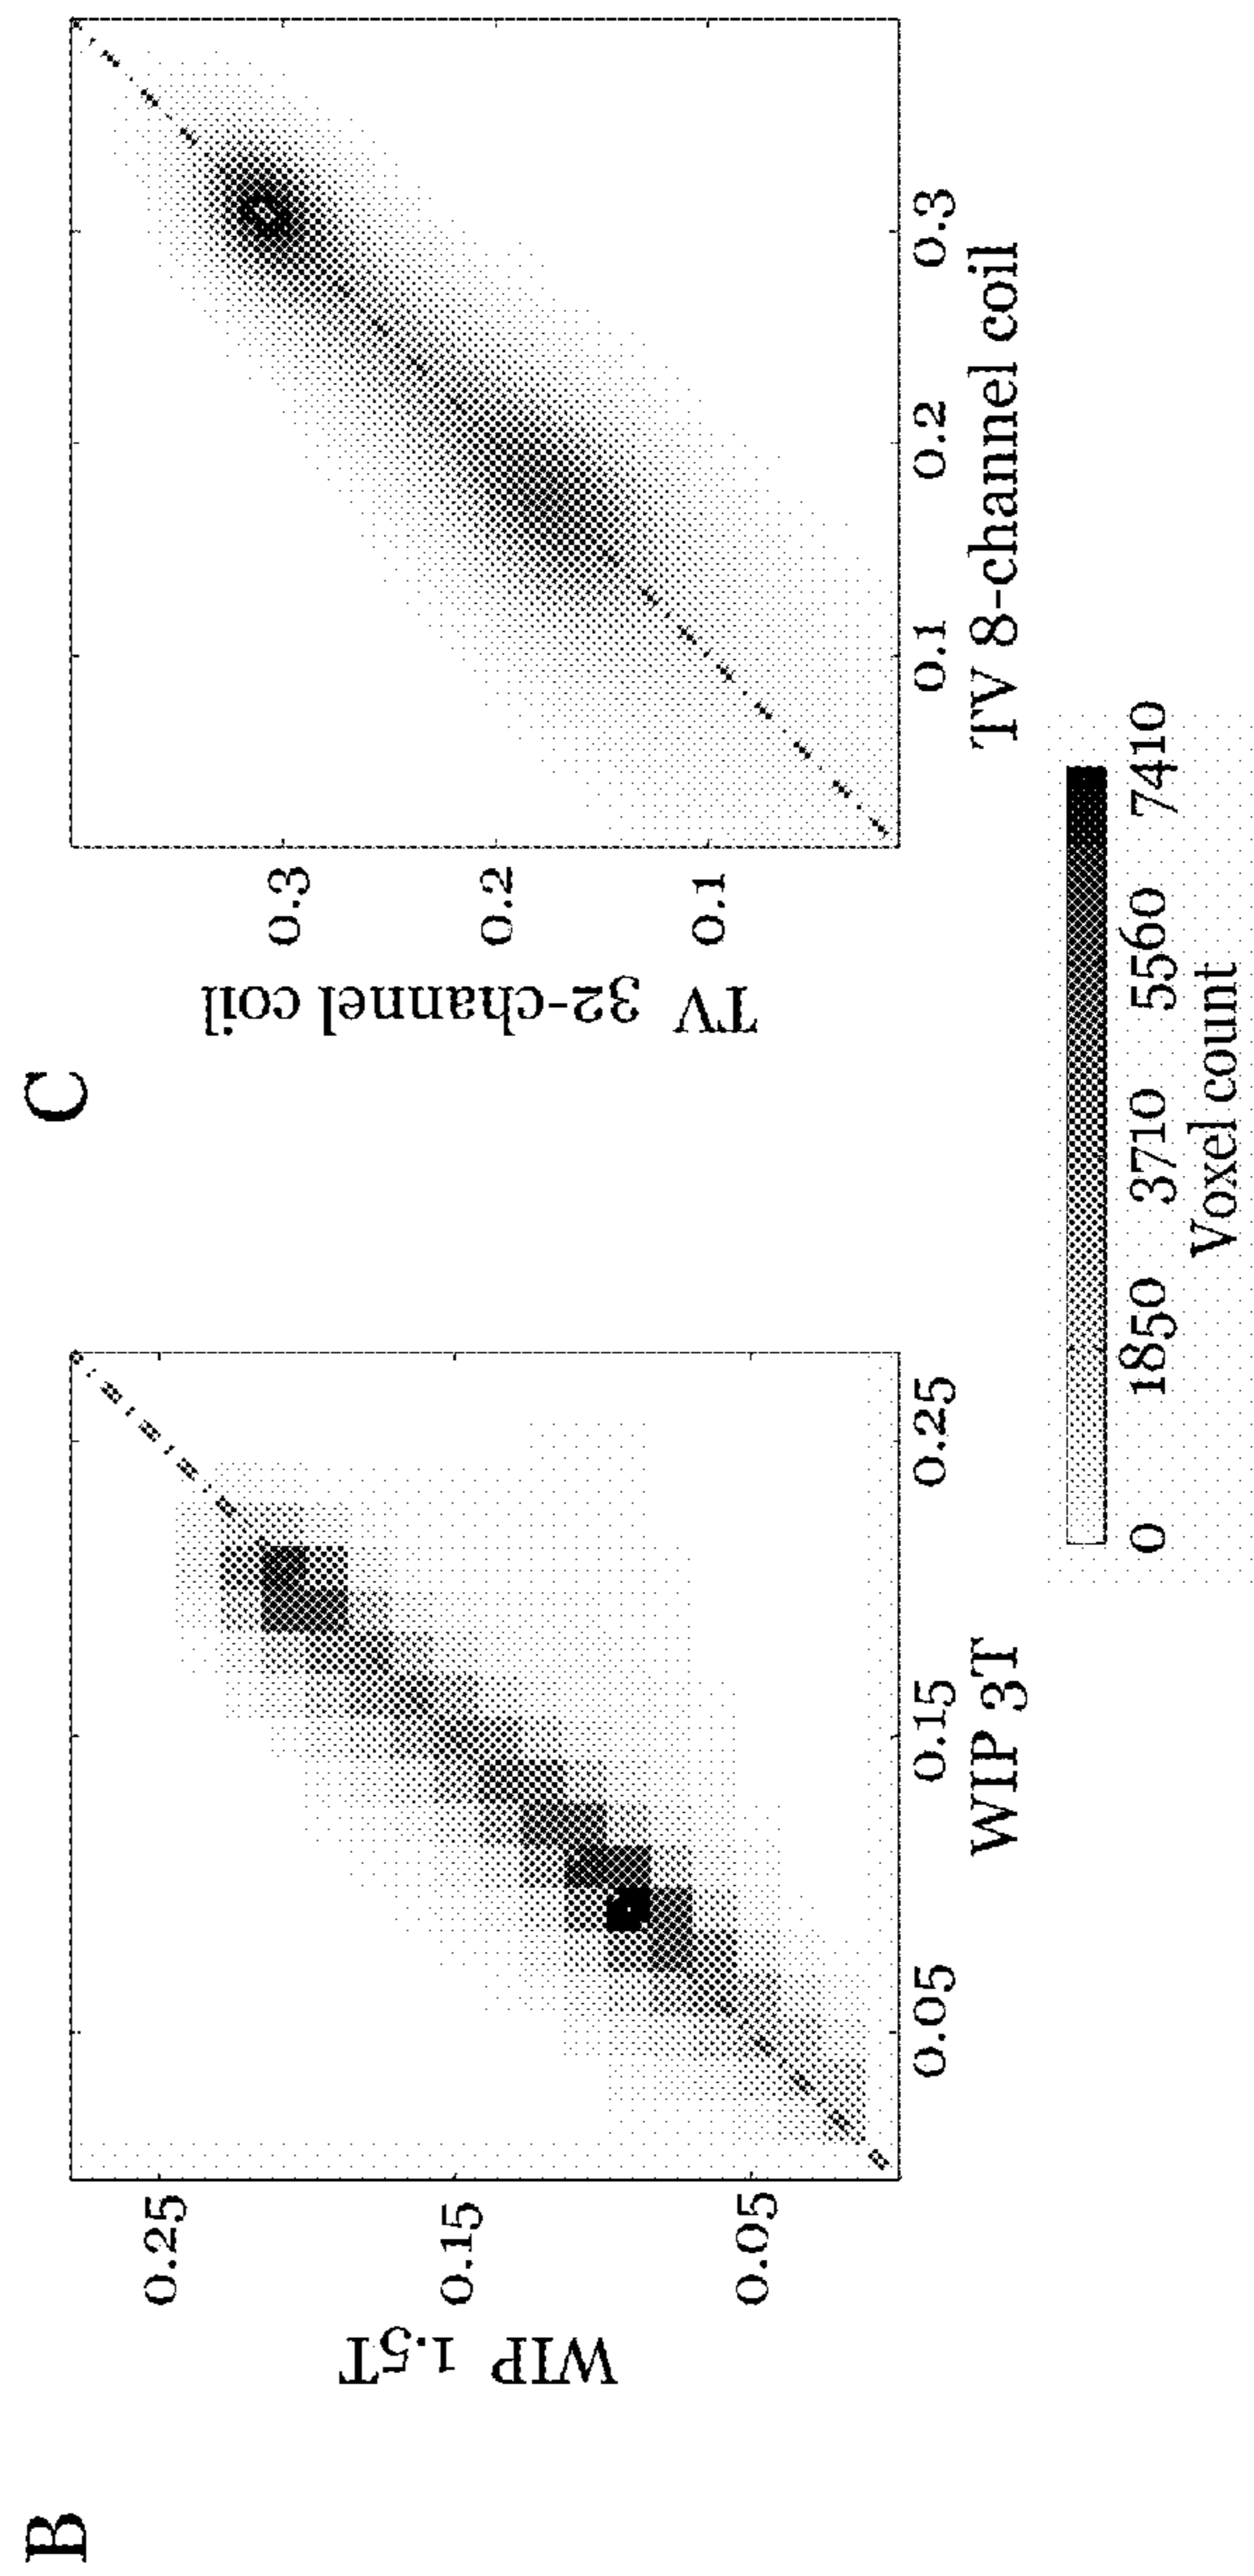 B
WIP 1.5T
0.25
0.15
0.05
0.05
0.15
0.25
WIP 3T
C
TV 32-channel coil
0.3
0.2
0.1
0.1
0.2
0.3
TV 8-channel coil
0 1850 3710 5560 7410
Voxel count